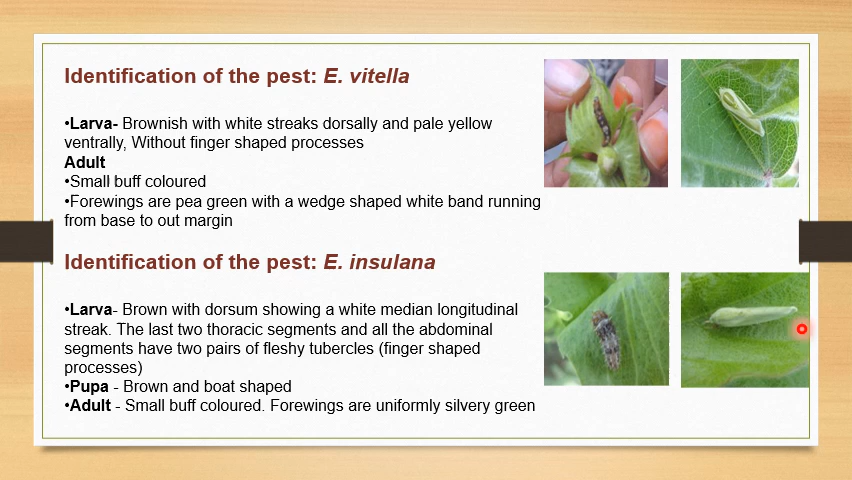 Identification of the pest: E. vitella
•Larva- Brownish with white streaks dorsally and pale yellow
ventrally, Without finger shaped processes
Adult
•Small buff coloured
•Forewings are pea green with a wedge shaped white band running
from base to out margin
Identification of the pest: E. insulana
•Larva- Brown with dorsum showing a white median longitudinal
streak. The last two thoracic segments and all the abdominal
segments have two pairs of fleshy tubercles (finger shaped
processes)
•Pupa - Brown and boat shaped
•Adult - Small buff coloured. Forewings are uniformly silvery green